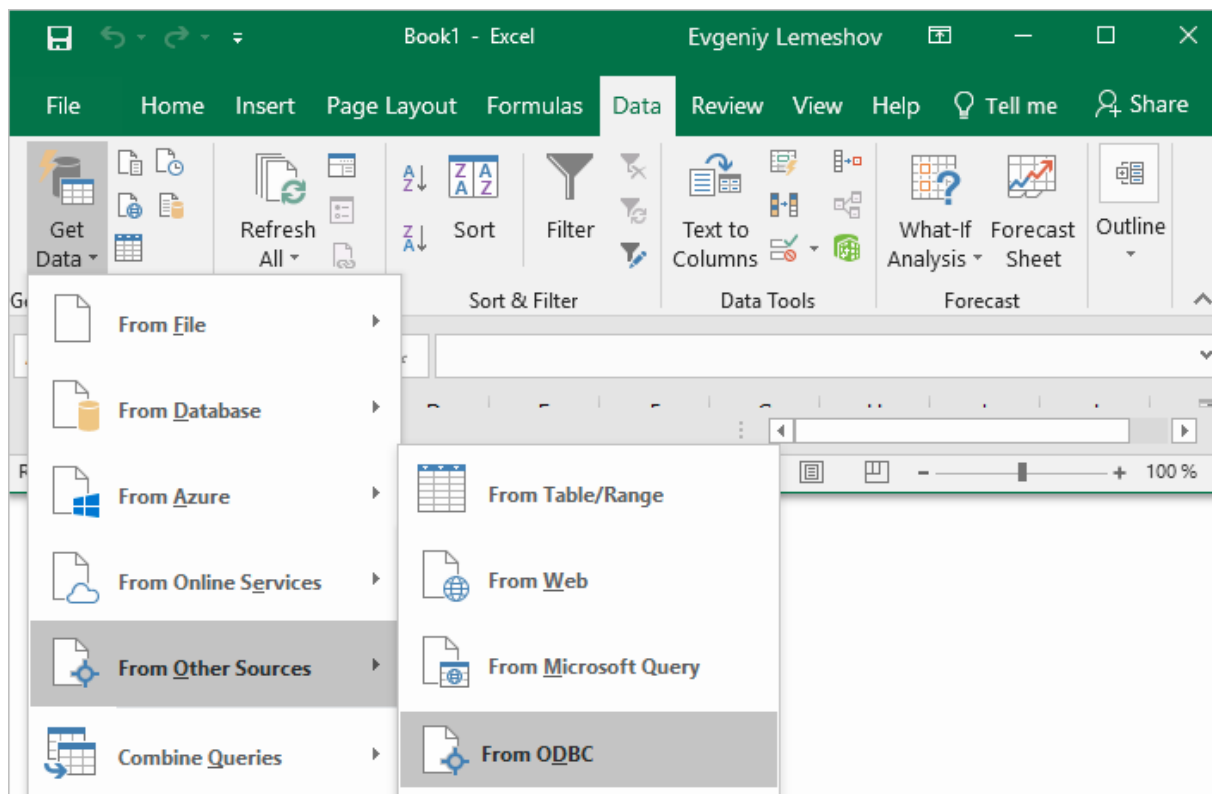 Book1 - Excel
Evgeniy Lemeshov
File Home Insert Page Layout Formulas Data Review View Help Tell me Share
Get
Data
Refresh
All
Sort
Filter
Text to
Columns
What-If
Analysis
Forecast
Sheet
Outline
Sort & Filter
Data Tools
Forecast
From File
From Database
From Azure
From Online Services
From Other Sources
Combine Queries
From Table/Range
From Web
From Microsoft Query
From ODBC
100 %